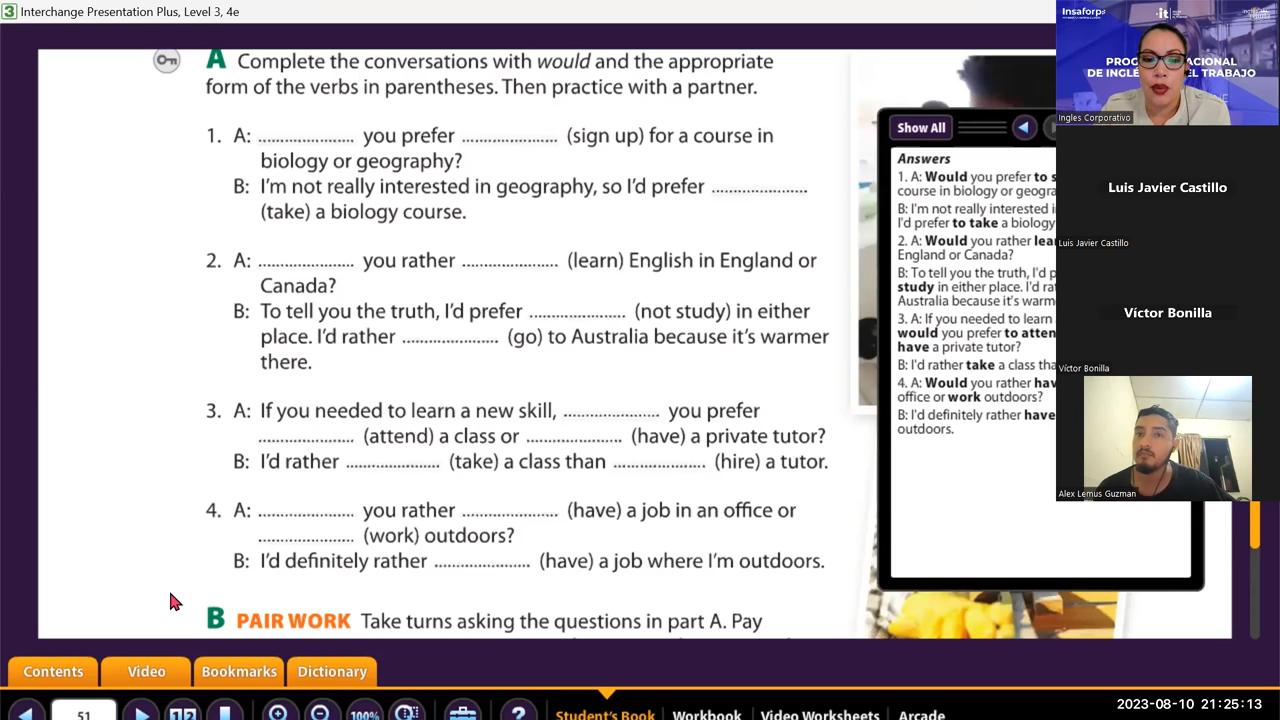 Interchange Presentation Plus, Level 3, 4e
A Complete the conversations with would and the appropriate
form of the verbs in parentheses. Then practice with a partner.
1. A: .................... you prefer .................... (sign up) for a course in
biology or geography?
B: I'm not really interested in geography, so I'd prefer ....................
(take) a biology course.
2. A: .................... you rather .................... (learn) English in England or
Canada?
B: To tell you the truth, I'd prefer .................... (not study) in either
place. I'd rather .................... (go) to Australia because it's warmer
there.
3. A: If you needed to learn a new skill, .................... you prefer
.................... (attend) a class or .................... (have) a private tutor?
B: I'd rather .................... (take) a class than .................... (hire) a tutor.
4. A: .................... you rather .................... (have) a job in an office or
.................... (work) outdoors?
B: I'd definitely rather .................... (have) a job where I'm outdoors.
B PAIR WORK Take turns asking the questions in part A. Pay
Show All
Answers
1. A: Would you prefer to s
course in biology or geogra
B: I'm not really interested i
I'd prefer to take a biology
2. A: Would you rather lear
England or Canada?
B: To tell you the truth, I'd p
study in either place. I'd ra
Australia because it's warm
3. A: If you needed to learn
would you prefer to atten
have a private tutor?
B: I'd rather take a class tha
4. A: Would you rather hav
office or work outdoors?
B: I'd definitely rather have
outdoors.
Insaforp
·it
PROG ACIONAL
DE INGLÉ EL TRABAJO
Ingles Corporativo
Luis Javier Castillo
Luis Javier Castillo
Víctor Bonilla
Víctor Bonilla
Alex Lemus Guzman
Contents
Video
Bookmarks
Dictionary
51
1 2
100%
?
Student's Book
Workbook
Video Worksheets
Arcade
2023-08-10 21:25:13